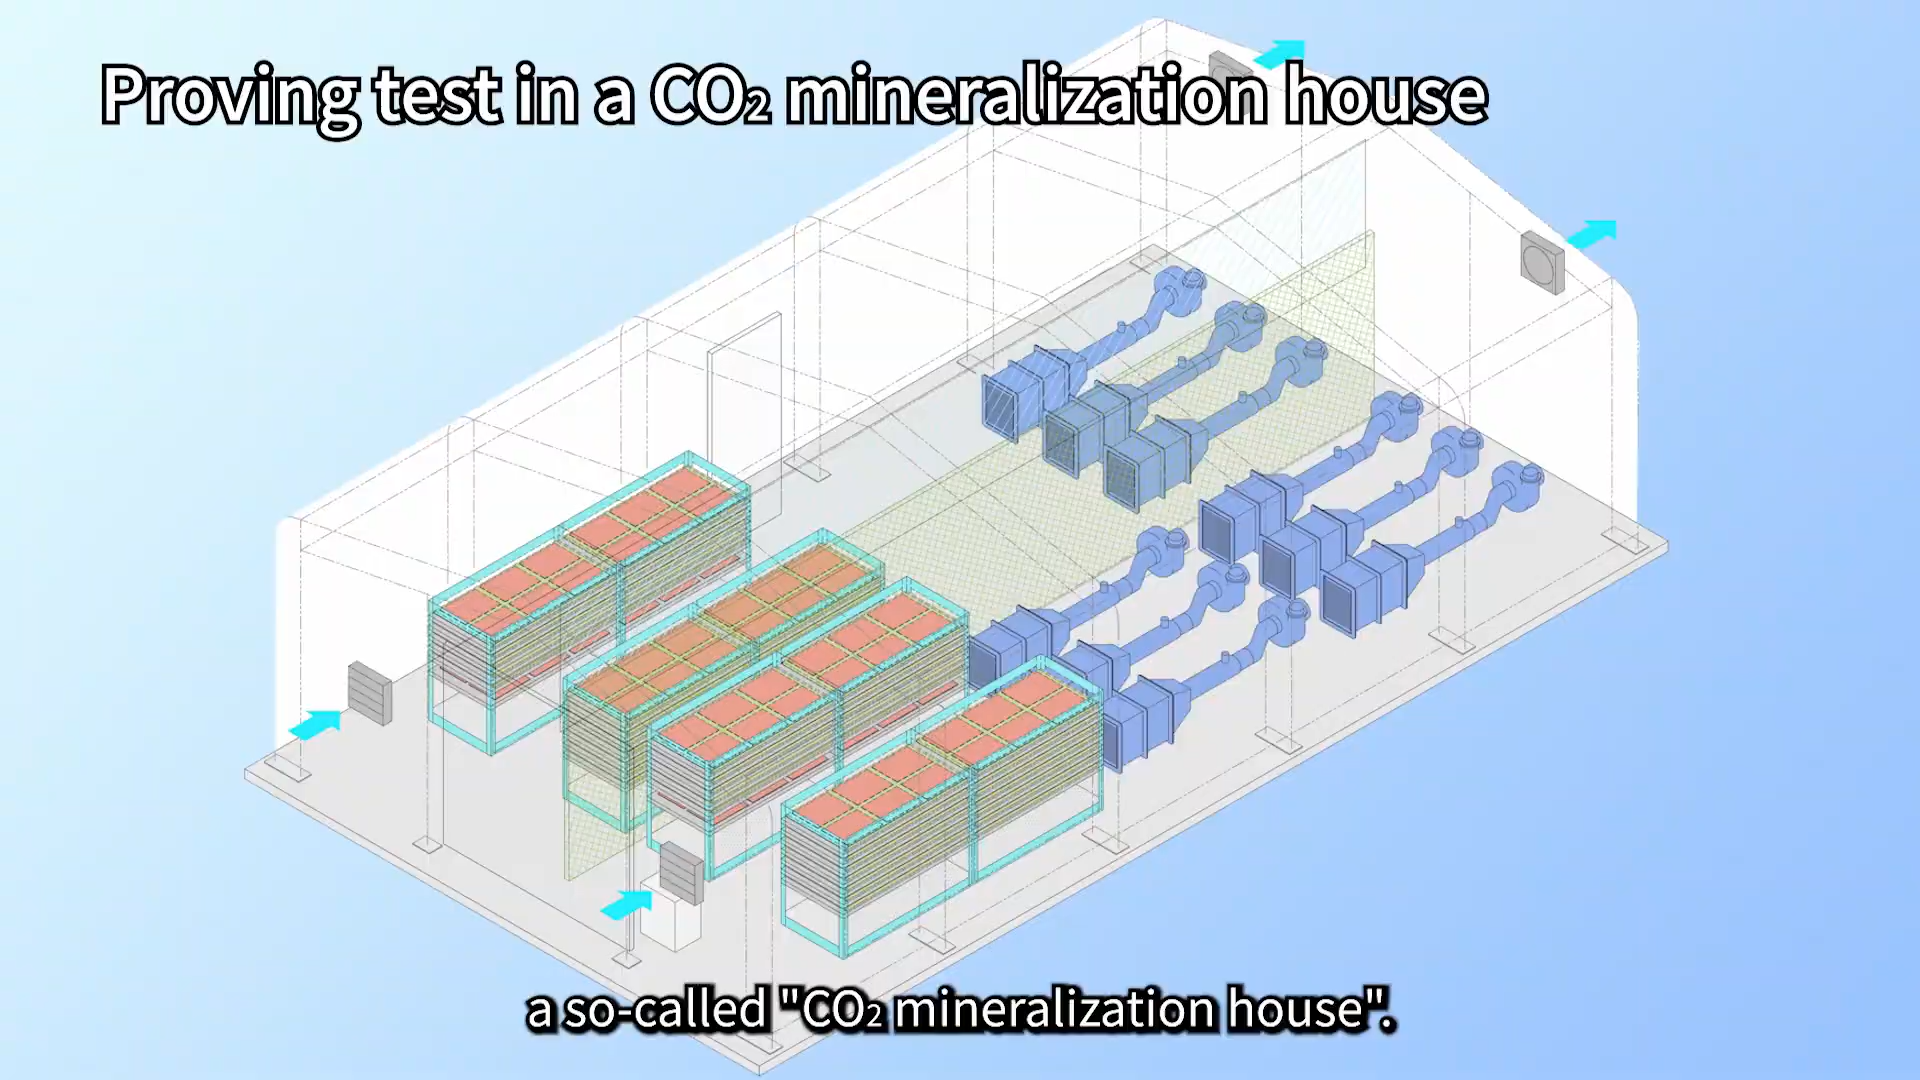 Proving test in a CO₂ mineralization house
a so-called "CO₂ mineralization house".